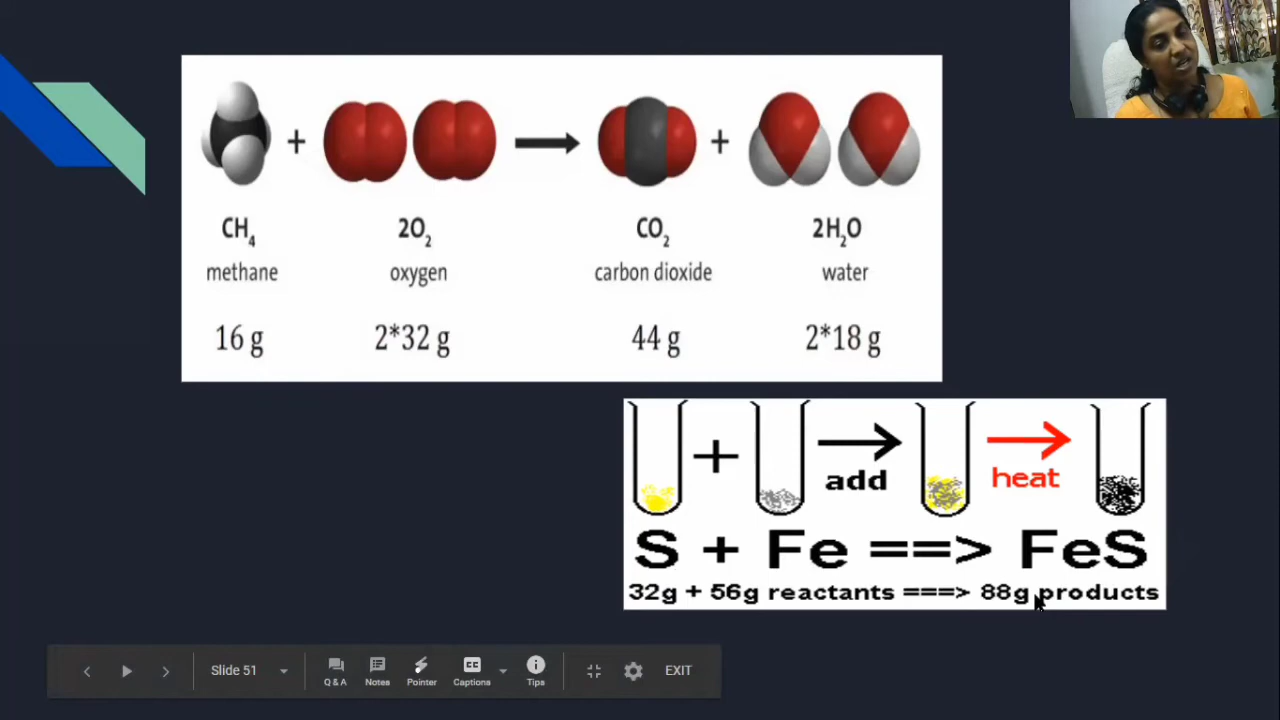 + + 
CH₄ 2O₂ CO₂ 2H₂O
methane oxygen carbon dioxide water
16 g 2*32 g 44 g 2*18 g
+ add heat
S + Fe ==> FeS
32g + 56g reactants ===> 88g products
Slide 51 Q & A Notes Pointer Captions Tips EXIT